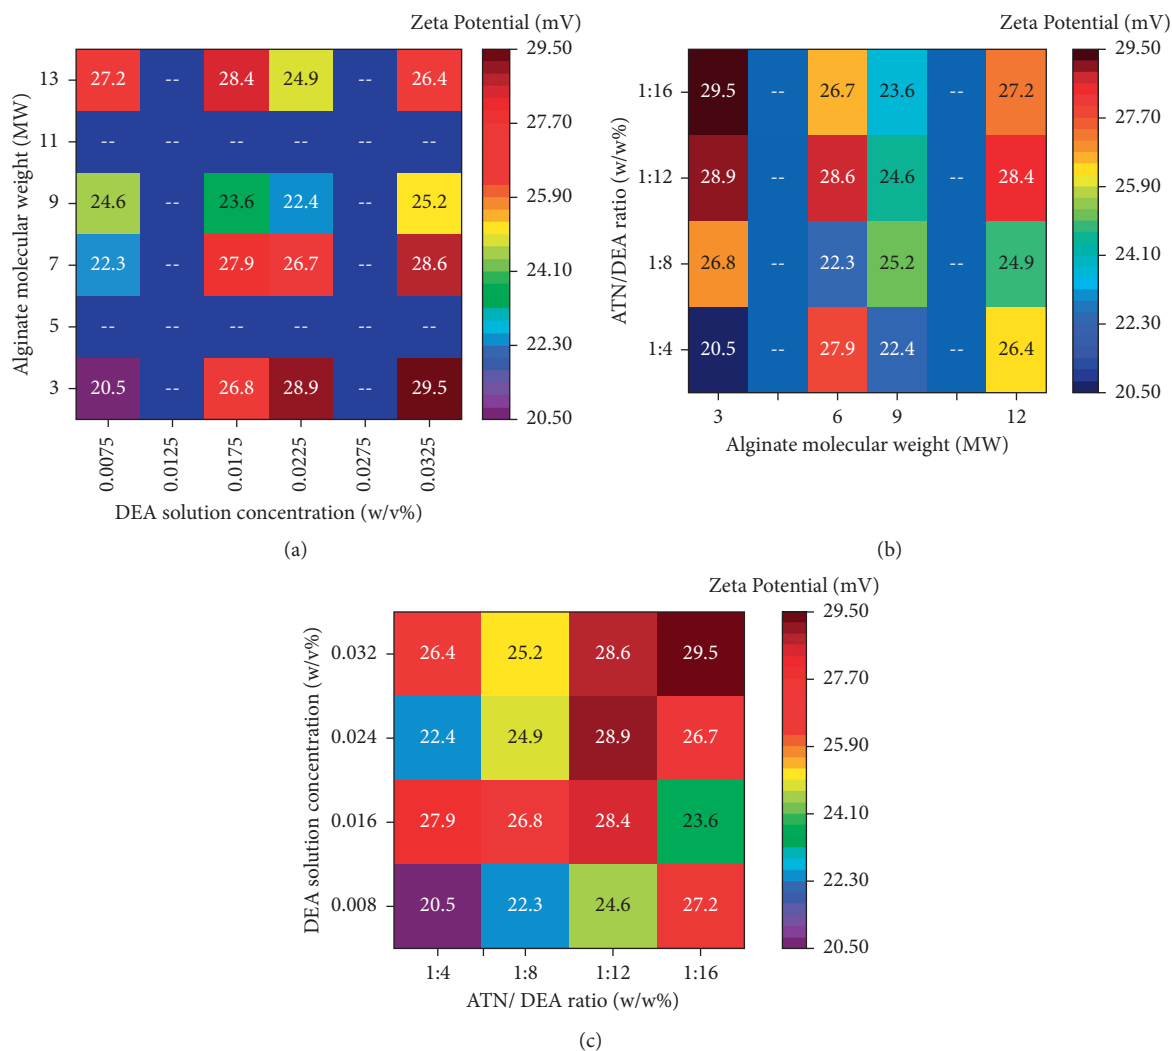 (a)
Zeta Potential (mV)
Alginate molecular weight (MW)
13 27.2 -- 28.4 24.9 -- 26.4
11 -- -- -- -- -- --
9 24.6 -- 23.6 22.4 -- 25.2
7 22.3 -- 27.9 26.7 -- 28.6
5 -- -- -- -- -- --
3 20.5 -- 26.8 28.9 -- 29.5
0.0075 0.0125 0.0175 0.0225 0.0275 0.0325
DEA solution concentration (w/v%)
29.50
27.70
25.90
24.10
22.30
20.50
(a)
(b)
Zeta Potential (mV)
ATN/DEA ratio (w/w%)
1:16 29.5 -- 26.7 23.6 -- 27.2
1:12 28.9 -- 28.6 24.6 -- 28.4
1:8 26.8 -- 22.3 25.2 -- 24.9
1:4 20.5 -- 27.9 22.4 -- 26.4
3 6 9 12
Alginate molecular weight (MW)
29.50
27.70
25.90
24.10
22.30
20.50
(b)
Zeta Potential (mV)
DEA solution concentration (w/v%)
0.032 26.4 25.2 28.6 29.5
0.024 22.4 24.9 28.9 26.7
0.016 27.9 26.8 28.4 23.6
0.008 20.5 22.3 24.6 27.2
1:4 1:8 1:12 1:16
ATN/ DEA ratio (w/w%)
29.50
27.70
25.90
24.10
22.30
20.50
(c)